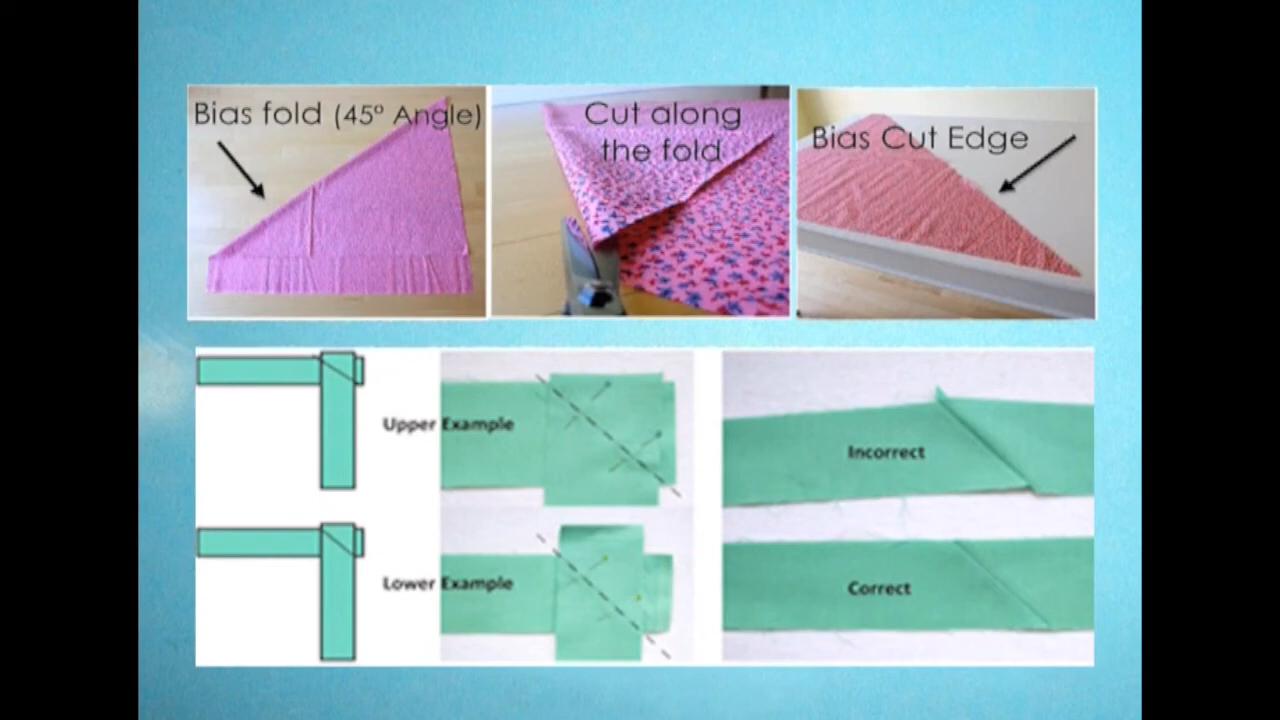 Bias fold (45º Angle)
Cut along
the fold
Bias Cut Edge
Upper Example
Incorrect
Lower Example
Correct